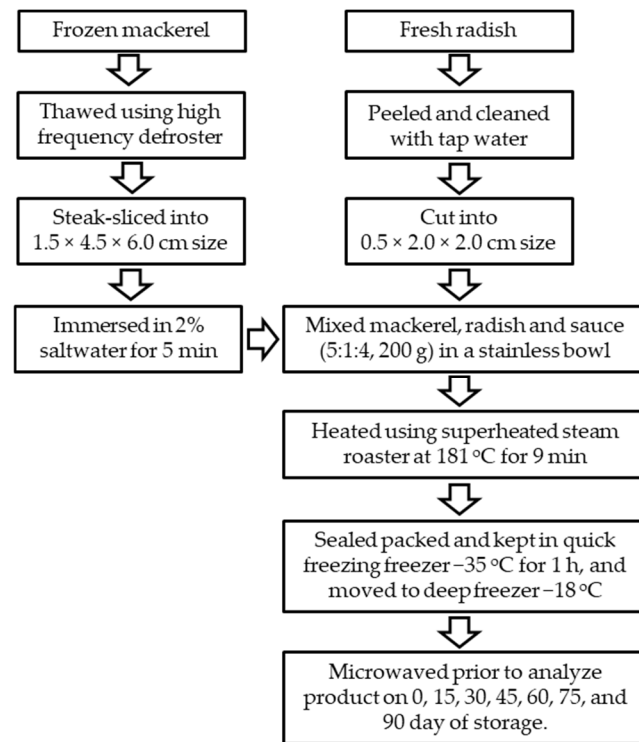 Frozen mackerel
Thawed using high
frequency defroster
Steak-sliced into
1.5 × 4.5 × 6.0 cm size
Immersed in 2%
saltwater for 5 min
Fresh radish
Peeled and cleaned
with tap water
Cut into
0.5 × 2.0 × 2.0 cm size
Mixed mackerel, radish and sauce
(5:1:4, 200 g) in a stainless bowl
Heated using superheated steam
roaster at 181 °C for 9 min
Sealed packed and kept in quick
freezing freezer −35 °C for 1 h, and
moved to deep freezer −18 °C
Microwaved prior to analyze
product on 0, 15, 30, 45, 60, 75, and
90 day of storage.